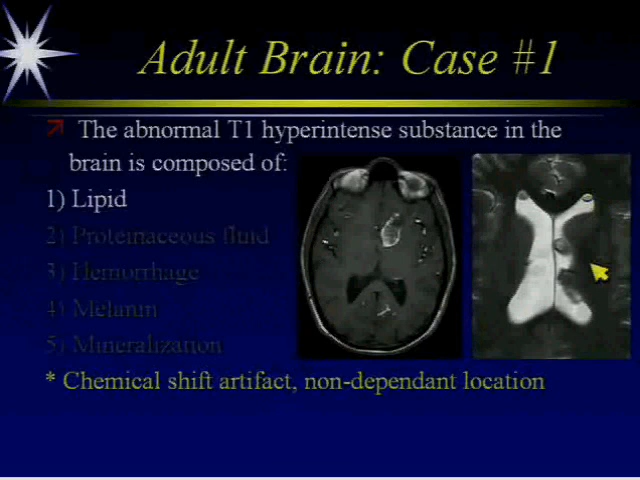 Adult Brain: Case #1
The abnormal T1 hyperintense substance in the
brain is composed of:
1) Lipid
2) Proteinaceous fluid
3) Hemorrhage
4) Melanin
5) Mineralization
* Chemical shift artifact, non-dependant location